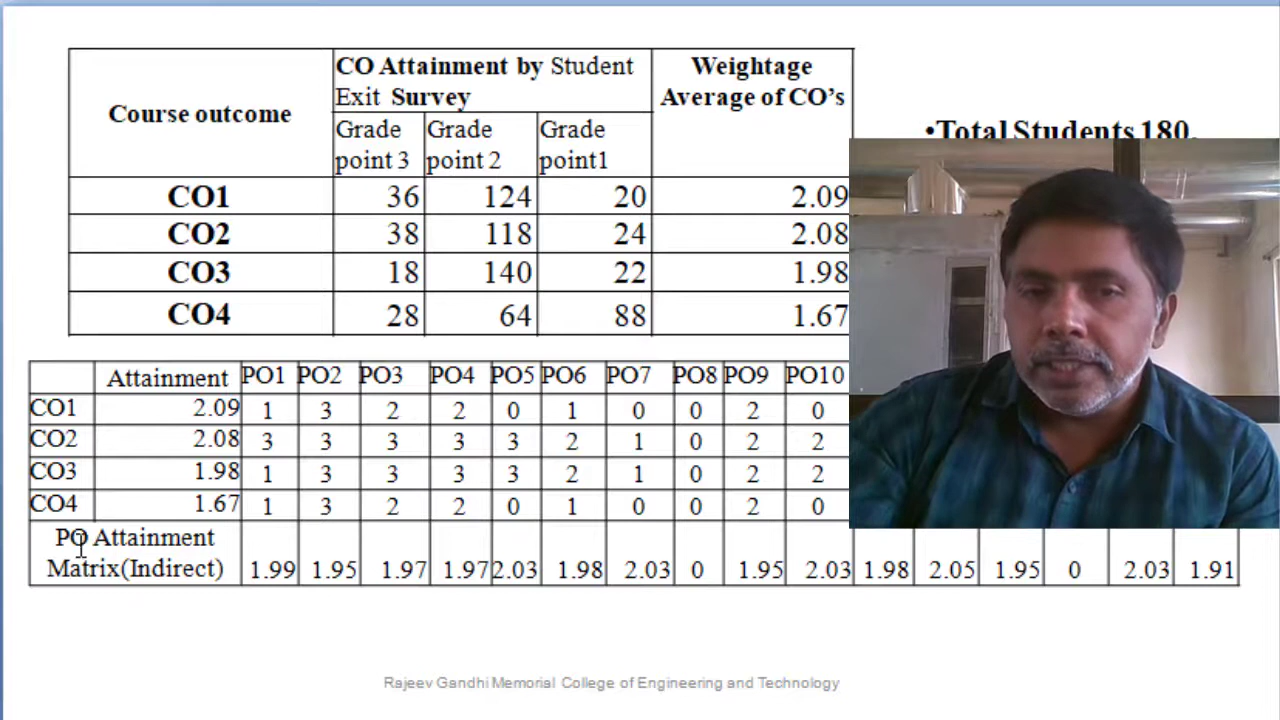 Course outcome CO Attainment by Student Exit Survey Weightage Average of CO's
Grade point 3 Grade point 2 Grade point1
CO1 36 124 20 2.09
CO2 38 118 24 2.08
CO3 18 140 22 1.98
CO4 28 64 88 1.67
•Total Students 180.
Attainment PO1 PO2 PO3 PO4 PO5 PO6 PO7 PO8 PO9 PO10
CO1 2.09 1 3 2 2 0 1 0 0 2 0
CO2 2.08 3 3 3 3 3 2 1 0 2 2
CO3 1.98 1 3 3 3 3 2 1 0 2 2
CO4 1.67 1 3 2 2 0 1 0 0 2 0
PO Attainment
Matrix(Indirect) 1.99 1.95 1.97 1.97 2.03 1.98 2.03 0 1.95 2.03 1.98 2.05 1.95 0 2.03 1.91
Rajeev Gandhi Memorial College of Engineering and Technology